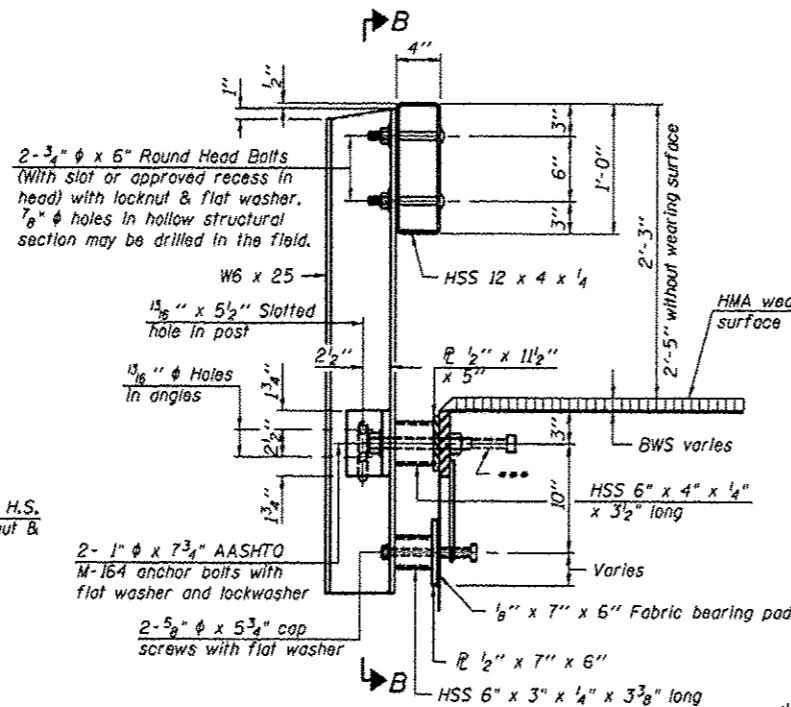 B
4"
1"
1/2"
2-3/4" ϕ x 6" Round Head Bolts
(With slot or approved recess in
head) with locknut & flat washer.
7/8" ϕ holes in hollow structural
section may be drilled in the field.
3"
6"
3"
1'-0"
2'-3"
2'-5" without wearing surface
W6 x 25
HSS 12 x 4 x 1/4
HMA wea
surface
13/16" x 5 1/2" Slotted
hole in post
2 1/2"
℄ 1/2" x 11 1/2"
x 5"
13/16" ϕ Holes
in angles
1 3/4"
2 1/2"
1 3/4"
3"
BWS varies
***
10"
HSS 6" x 4" x 1/4"
x 3 1/2" long
H.S.
ut &
2- 1" ϕ x 7 3/4" AASHTO
M-164 anchor bolts with
flat washer and lockwasher
Varies
1/8" x 7" x 6" Fabric bearing pad
2-5/8" ϕ x 5 3/4" cap
screws with flat washer
℄ 1/2" x 7" x 6"
B
HSS 6" x 3" x 1/4" x 3 3/8" long